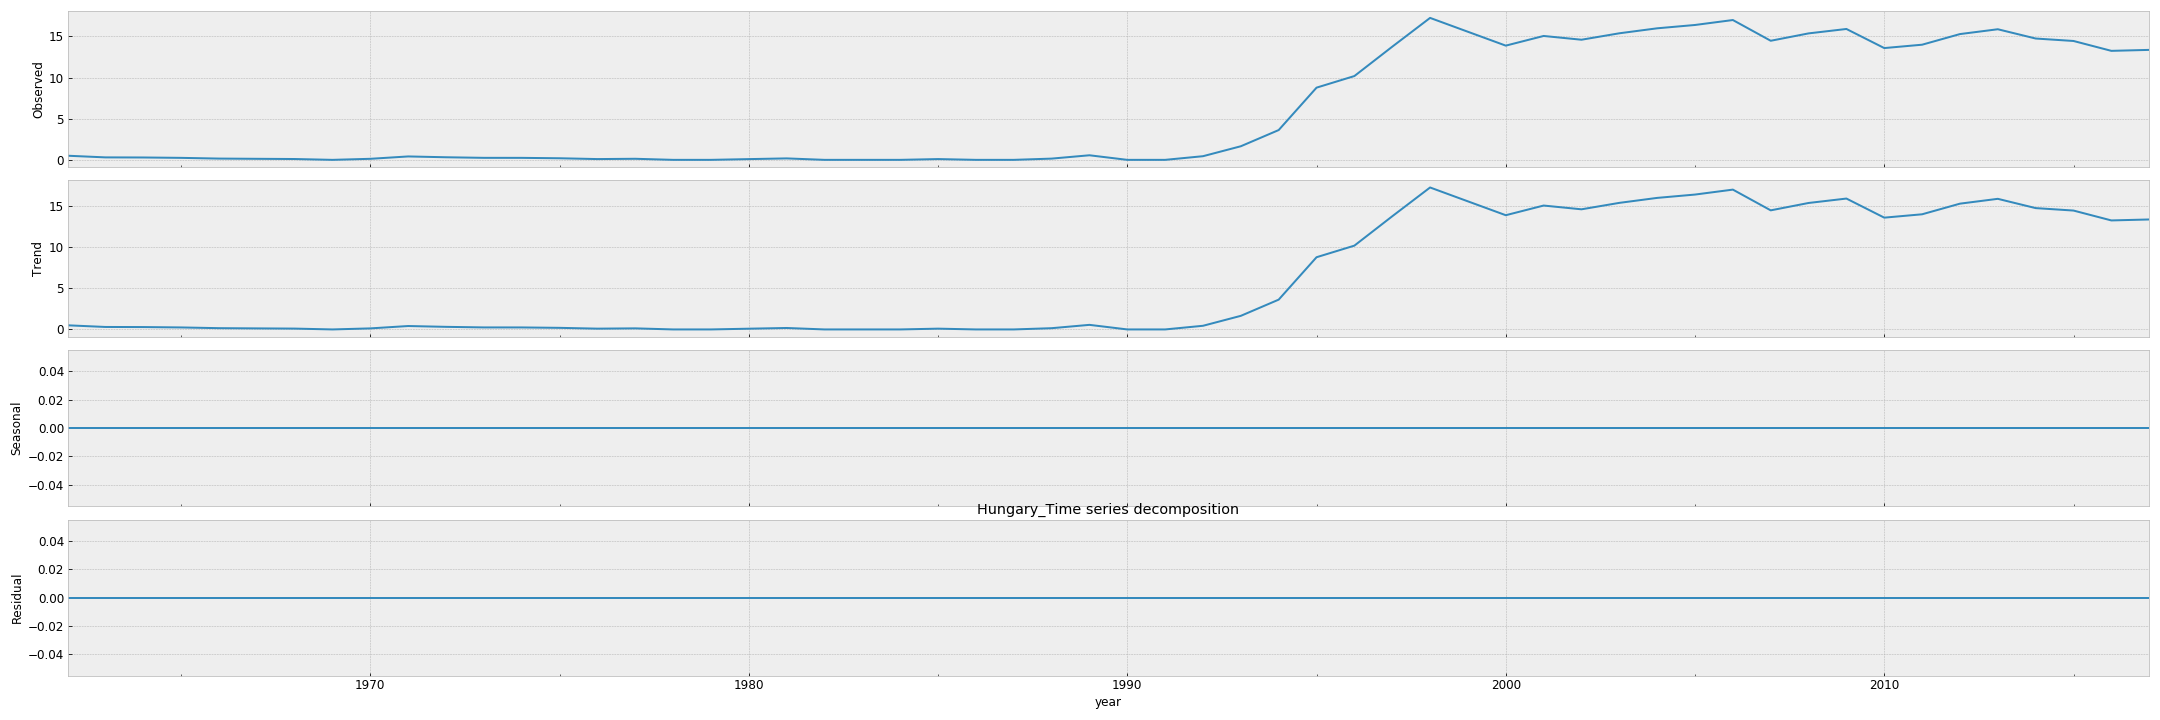 15
10
5
0
Observed
15
10
5
0
Trend
0.04
0.02
0.00
−0.02
−0.04
Seasonal
Hungary_Time series decomposition
0.04
0.02
0.00
−0.02
−0.04
Residual
1970 1980 1990 2000 2010
year